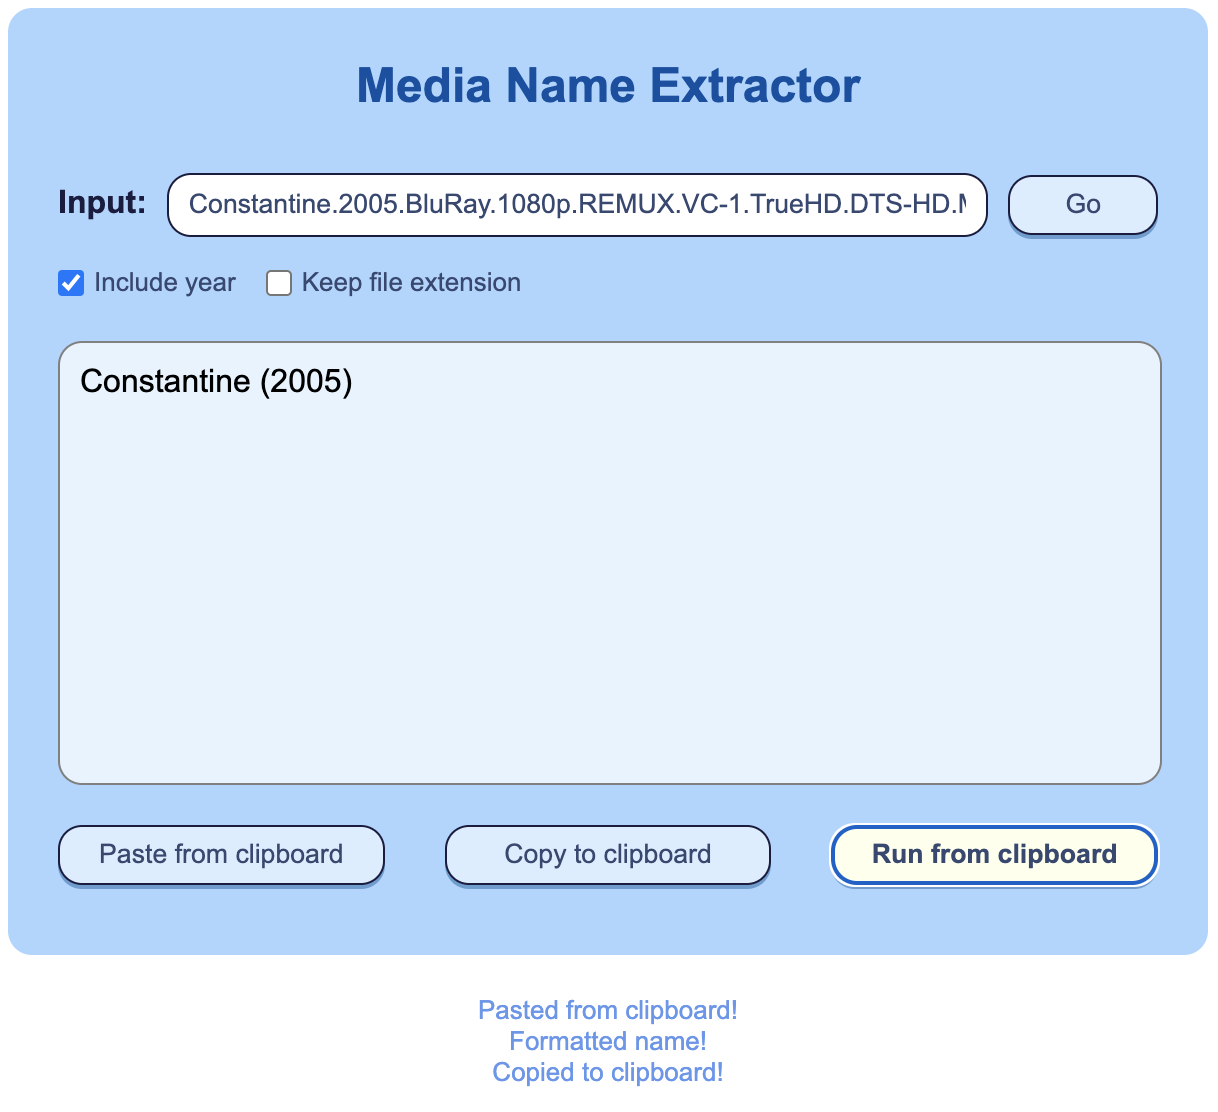 Media Name Extractor
Input: Constantine.2005.BluRay.1080p.REMUX.VC-1.TrueHD.DTS-HD. Go
Include year Keep file extension
Constantine (2005)
Paste from clipboard Copy to clipboard Run from clipboard
Pasted from clipboard!
Formatted name!
Copied to clipboard!